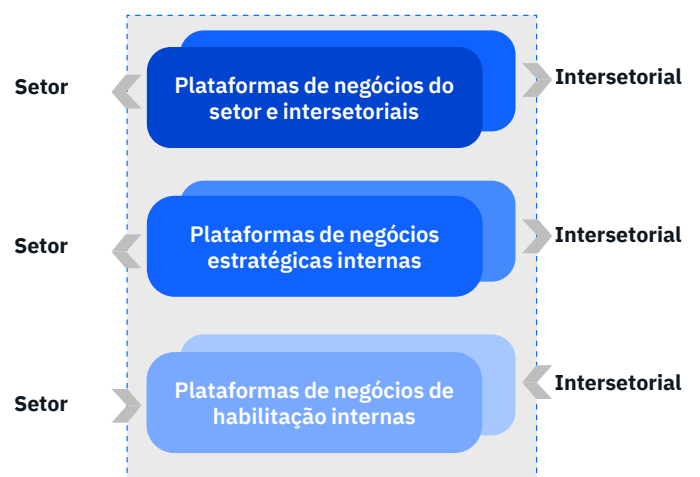 Setor
Plataformas de negócios do
setor e intersetoriais
Intersetorial
Setor
Plataformas de negócios
estratégicas internas
Intersetorial
Setor
Plataformas de negócios de
habilitação internas
Intersetorial